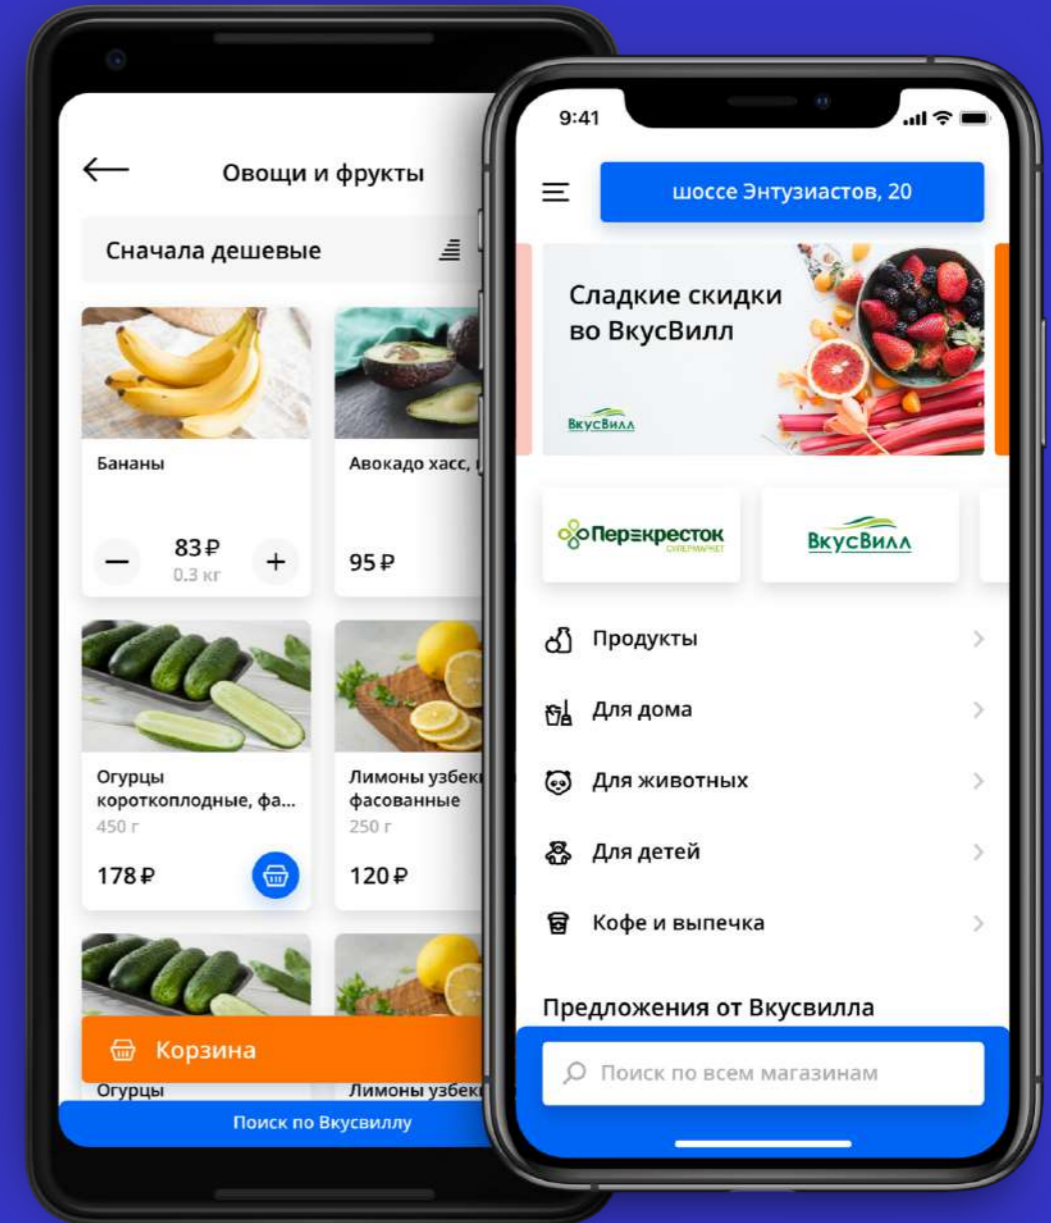 Овощи и фрукты
Сначала дешевые
Бананы
Авокадо хасс,
83 ₽
0.3 кг
95 ₽
Огурцы
короткоплодные, фа...
450 г
Лимоны
фасованные
250 г
178 ₽
120 ₽
Корзина
Огурцы
Лимоны
Поиск по Вкусвиллу
9:41
шоссе Энтузиастов, 20
Сладкие скидки
во ВкусВилл
ВкусВилл
Перекресток
СУПЕРМАРКЕТ
ВкусВилл
Продукты
Для дома
Для животных
Для детей
Кофе и выпечка
Предложения от Вкусвилла
Поиск по всем магазинам